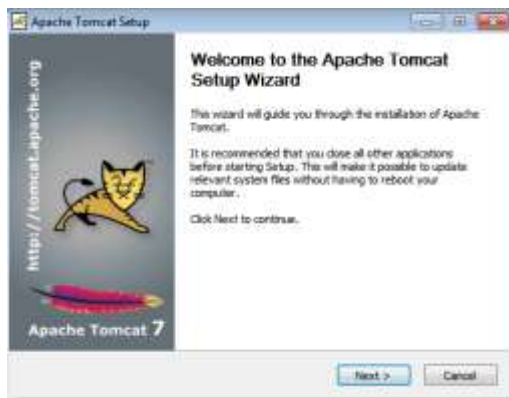 Apache Tomcat Setup
http://tomcat.apache.org
Apache Tomcat 7
Welcome to the Apache Tomcat
Setup Wizard
This wizard will guide you through the installation of Apache
Tomcat.
It is recommended that you close all other applications
before starting Setup. This will make it possible to update
relevant system files without having to reboot your
computer.
Click Next to continue.
Next >
Cancel